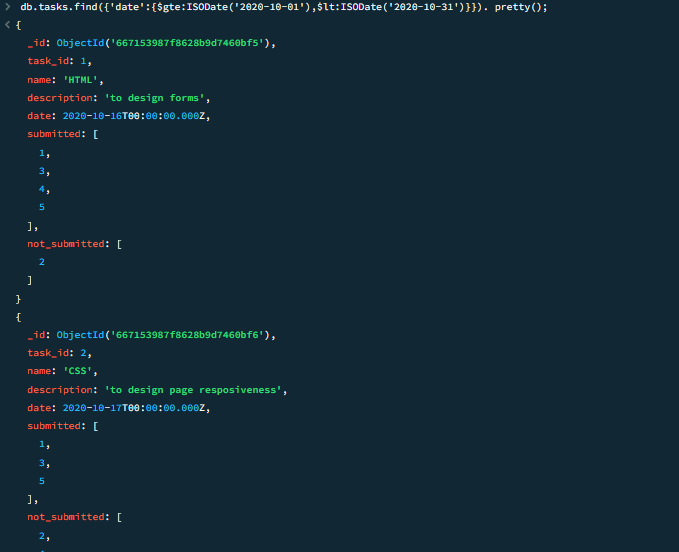 > db.tasks.find({'date':{$gte:ISODate('2020-10-01'),$lt:ISODate('2020-10-31')}}). pretty();
< {
_id: ObjectId('667153987f8628b9d7460bf5'),
task_id: 1,
name: 'HTML',
description: 'to design forms',
date: 2020-10-16T00:00:00.000Z,
submitted: [
1,
3,
4,
5
],
not_submitted: [
2
]
}
{
_id: ObjectId('667153987f8628b9d7460bf6'),
task_id: 2,
name: 'CSS',
description: 'to design page resposiveness',
date: 2020-10-17T00:00:00.000Z,
submitted: [
1,
3,
5
],
not_submitted: [
2,